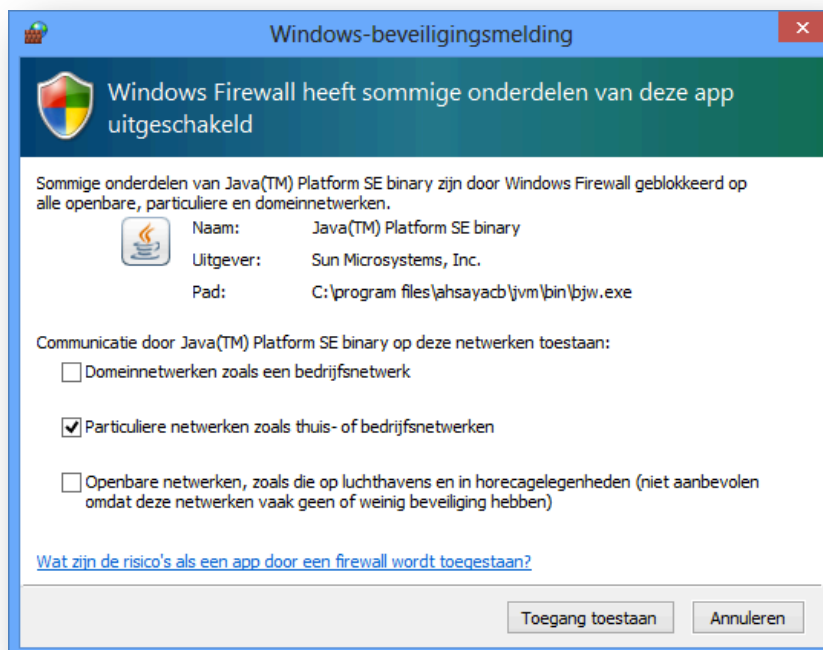 Windows-beveiligingsmelding
Windows Firewall heeft sommige onderdelen van deze app
uitgeschakeld
Sommige onderdelen van Java(TM) Platform SE binary zijn door Windows Firewall geblokkeerd op
alle openbare, particuliere en domeinnetwerken.
Naam: Java(TM) Platform SE binary
Uitgever: Sun Microsystems, Inc.
Pad: C:\program files\ahsayacb\jvm\bin\bjw.exe
Communicatie door Java(TM) Platform SE binary op deze netwerken toestaan:
Domeinnetwerken zoals een bedrijfsnetwerk
Particuliere netwerken zoals thuis- of bedrijfsnetwerken
Openbare netwerken, zoals die op luchthavens en in horecagelegenheden (niet aanbevolen
omdat deze netwerken vaak geen of weinig beveiliging hebben)
Wat zijn de risico's als een app door een firewall wordt toegestaan?
Toegang toestaan Annuleren